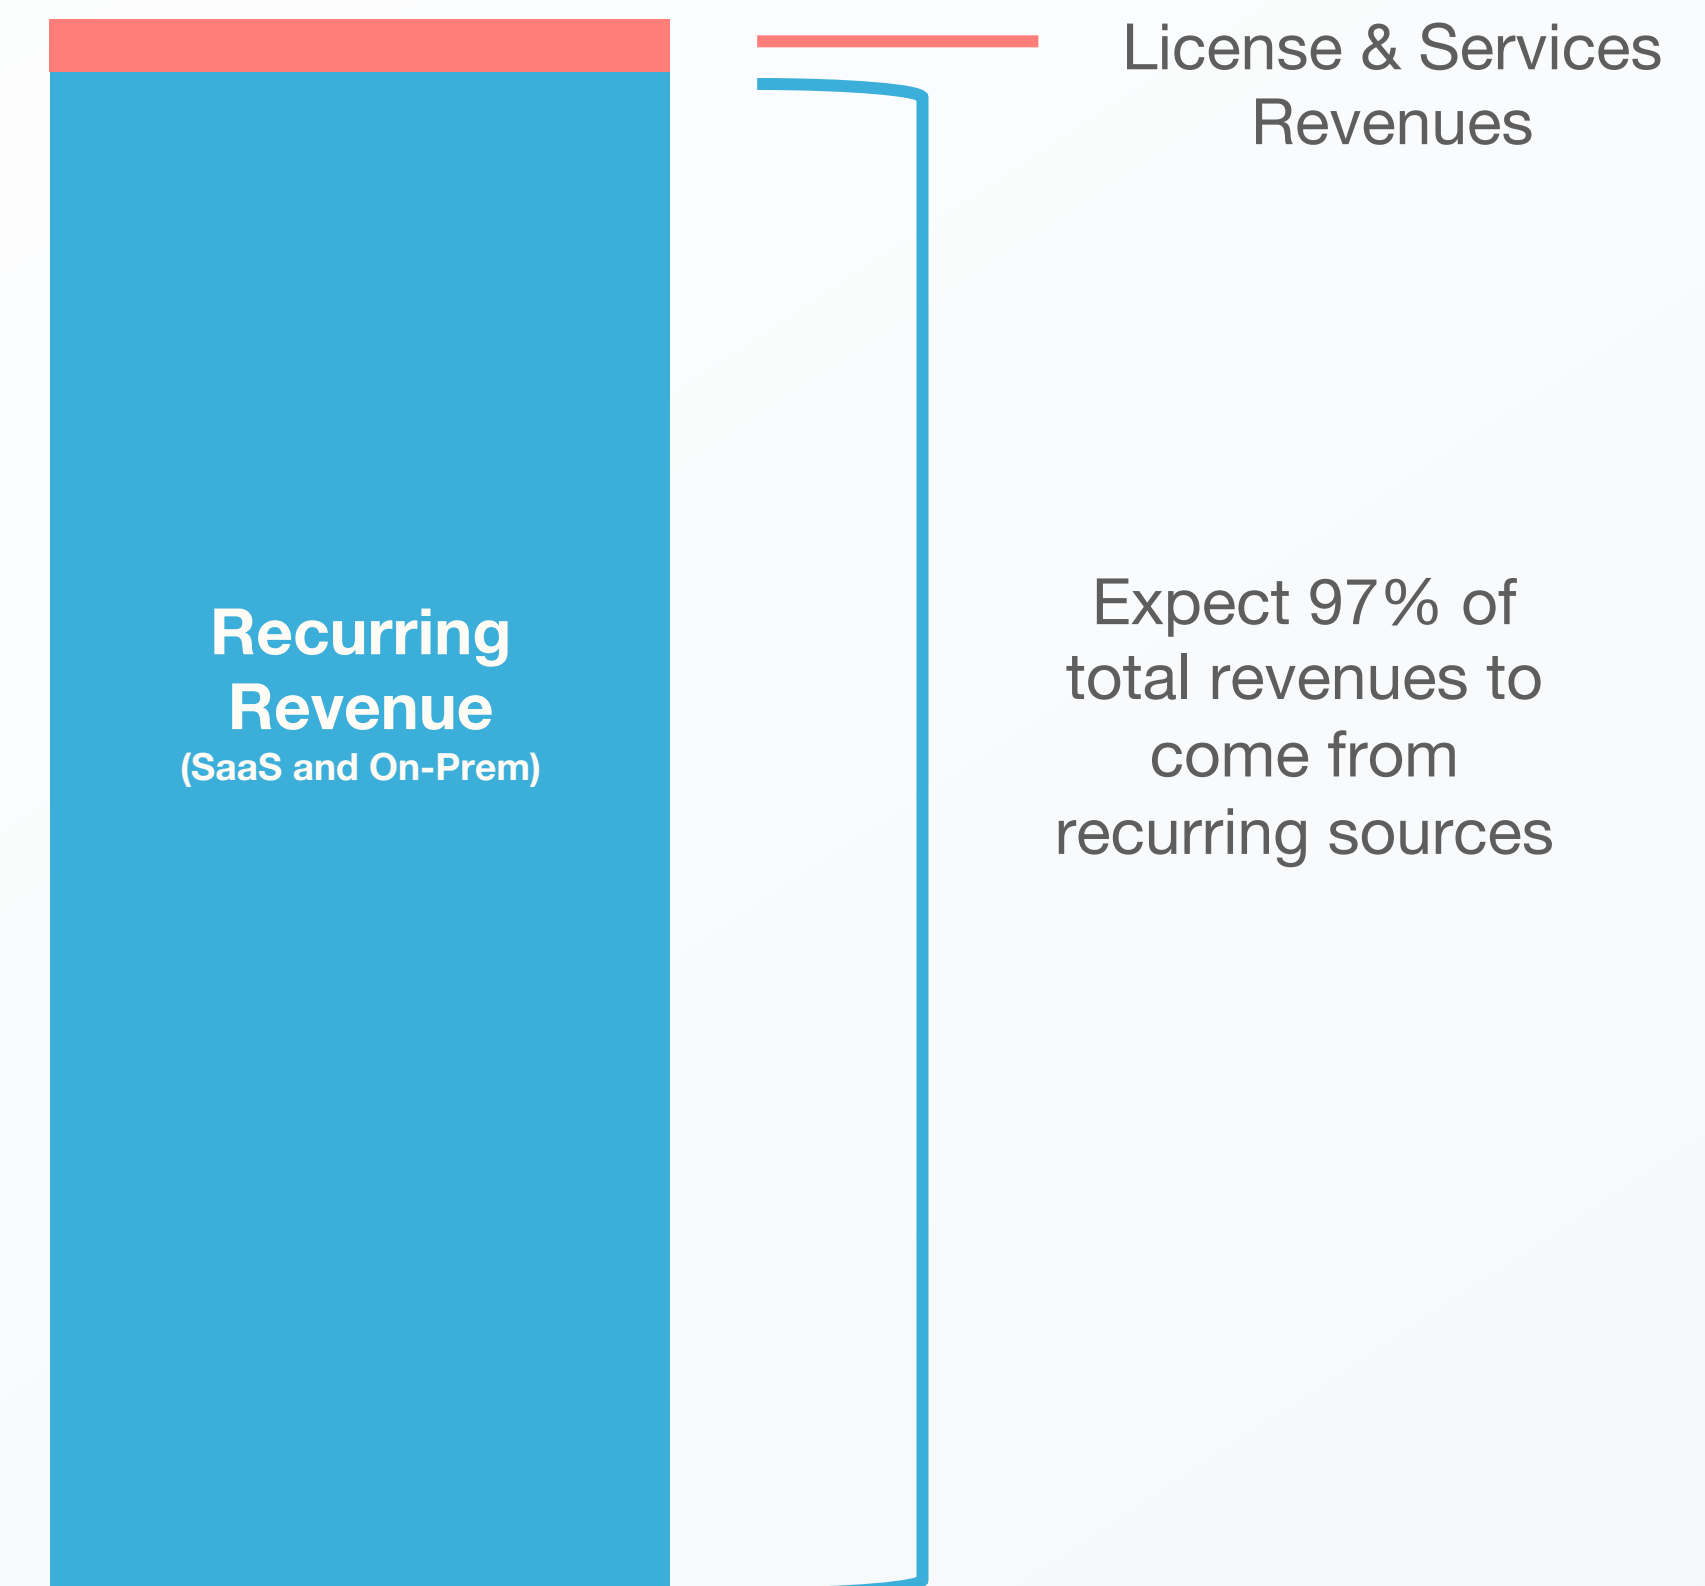 License & Services
Revenues
Recurring
Revenue
(SaaS and On-Prem)
Expect 97% of
total revenues to
come from
recurring sources